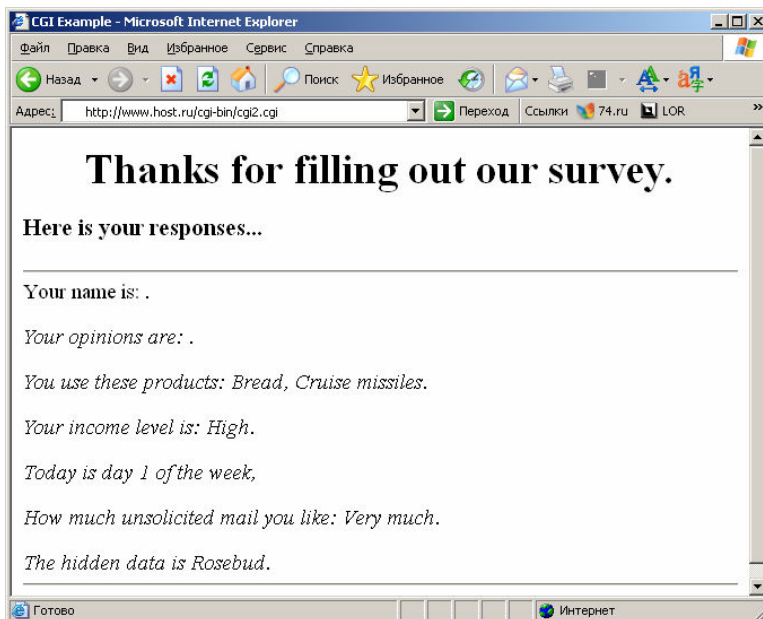 CGI Example - Microsoft Internet Explorer
Файл Правка Вид Избранное Сервис Справка
Назад Поиск Избранное
Адрес: http://www.host.ru/cgi-bin/cgi2.cgi Переход Ссылки 74.ru LOR »
Thanks for filling out our survey.
Here is your responses...
Your name is: .
Your opinions are: .
You use these products: Bread, Cruise missiles.
Your income level is: High.
Today is day 1 of the week,
How much unsolicited mail you like: Very much.
The hidden data is Rosebud.
Готово Интернет